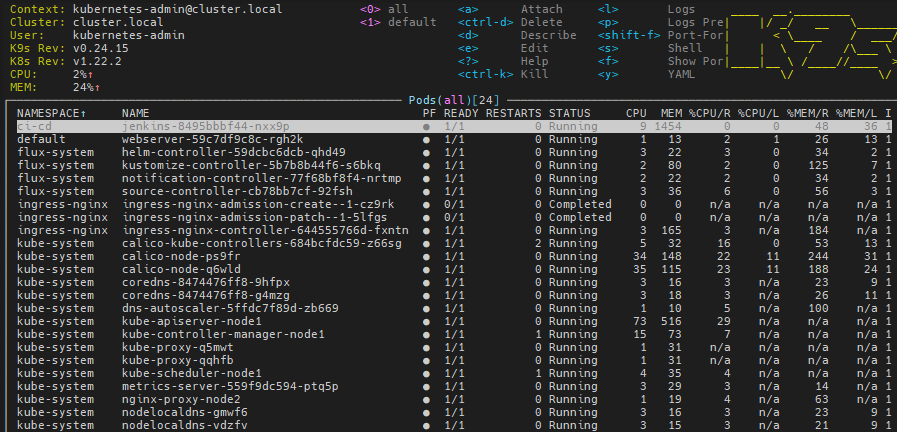 Context: kubernetes-admin@cluster.local <0> all <a> Attach <l> Logs
Cluster: cluster.local <1> default <ctrl-d> Delete <p> Logs Pre
User: kubernetes-admin <d> Describe <shift-f> Port-For
K9s Rev: v0.24.15 <e> Edit <s> Shell
K8s Rev: v1.22.2 <?> Help <f> Show Por
CPU: 2%↑ <ctrl-k> Kill <y> YAML
MEM: 24%↑
Pods(all)[24]
NAMESPACE↑ NAME PF READY RESTARTS STATUS CPU MEM %CPU/R %CPU/L %MEM/R %MEM/L I
ci-cd jenkins-8495bbbf44-nxx9p ● 1/1 0 Running 9 1454 0 0 48 36 1
default webserver-59c7df9c8c-rgh2k ● 1/1 0 Running 1 13 2 1 26 13 1
flux-system helm-controller-59dcbc6dcb-qhd49 ● 1/1 0 Running 3 22 3 0 34 2 1
flux-system kustomize-controller-5b7b8b44f6-s6bkq ● 1/1 0 Running 2 80 2 0 125 7 1
flux-system notification-controller-77f68bf8f4-nrtmp ● 1/1 0 Running 2 22 2 0 34 2 1
flux-system source-controller-cb78bb7cf-92fsh ● 1/1 0 Running 3 36 6 0 56 3 1
ingress-nginx ingress-nginx-admission-create--1-cz9rk ● 0/1 0 Completed 0 0 n/a n/a n/a n/a 1
ingress-nginx ingress-nginx-admission-patch--1-5lfgs ● 0/1 0 Completed 0 0 n/a n/a n/a n/a 1
ingress-nginx ingress-nginx-controller-644555766d-fxntn ● 1/1 0 Running 3 165 3 n/a 184 n/a 1
kube-system calico-kube-controllers-684bcfdc59-z66sg ● 1/1 2 Running 5 32 16 0 53 13 1
kube-system calico-node-ps9fr ● 1/1 0 Running 34 148 22 11 244 31 1
kube-system calico-node-q6wld ● 1/1 0 Running 35 115 23 11 188 24 1
kube-system coredns-8474476ff8-9hfpx ● 1/1 0 Running 3 16 3 n/a 23 9 1
kube-system coredns-8474476ff8-g4mzg ● 1/1 0 Running 3 18 3 n/a 26 11 1
kube-system dns-autoscaler-5ffdc7f89d-zb669 ● 1/1 0 Running 1 10 5 n/a 100 n/a 1
kube-system kube-apiserver-node1 ● 1/1 0 Running 73 516 29 n/a n/a n/a 1
kube-system kube-controller-manager-node1 ● 1/1 1 Running 15 73 7 n/a n/a n/a 1
kube-system kube-proxy-q5mwt ● 1/1 0 Running 1 31 n/a n/a n/a n/a 1
kube-system kube-proxy-qqhfb ● 1/1 0 Running 1 31 n/a n/a n/a n/a 1
kube-system kube-scheduler-node1 ● 1/1 1 Running 4 35 4 n/a n/a n/a 1
kube-system metrics-server-559f9dc594-ptq5p ● 1/1 0 Running 3 29 3 n/a 14 n/a 1
kube-system nginx-proxy-node2 ● 1/1 0 Running 1 19 4 n/a 63 n/a 1
kube-system nodelocaldns-gmwf6 ● 1/1 0 Running 3 16 3 n/a 23 9 1
kube-system nodelocaldns-vdzfv ● 1/1 0 Running 3 15 3 n/a 21 9 1